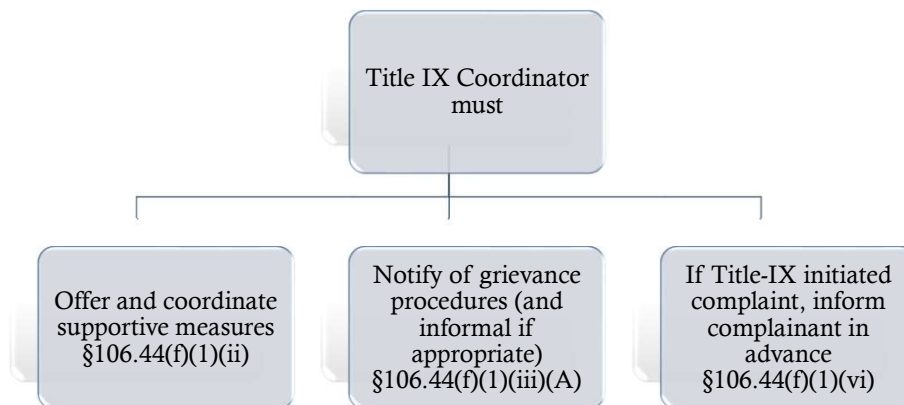 Title IX Coordinator
must
Offer and coordinate
supportive measures
§106.44(f)(1)(ii)
Notify of grievance
procedures (and
informal if
appropriate)
§106.44(f)(1)(iii)(A)
If Title-IX initiated
complaint, inform
complainant in
advance
§106.44(f)(1)(vi)